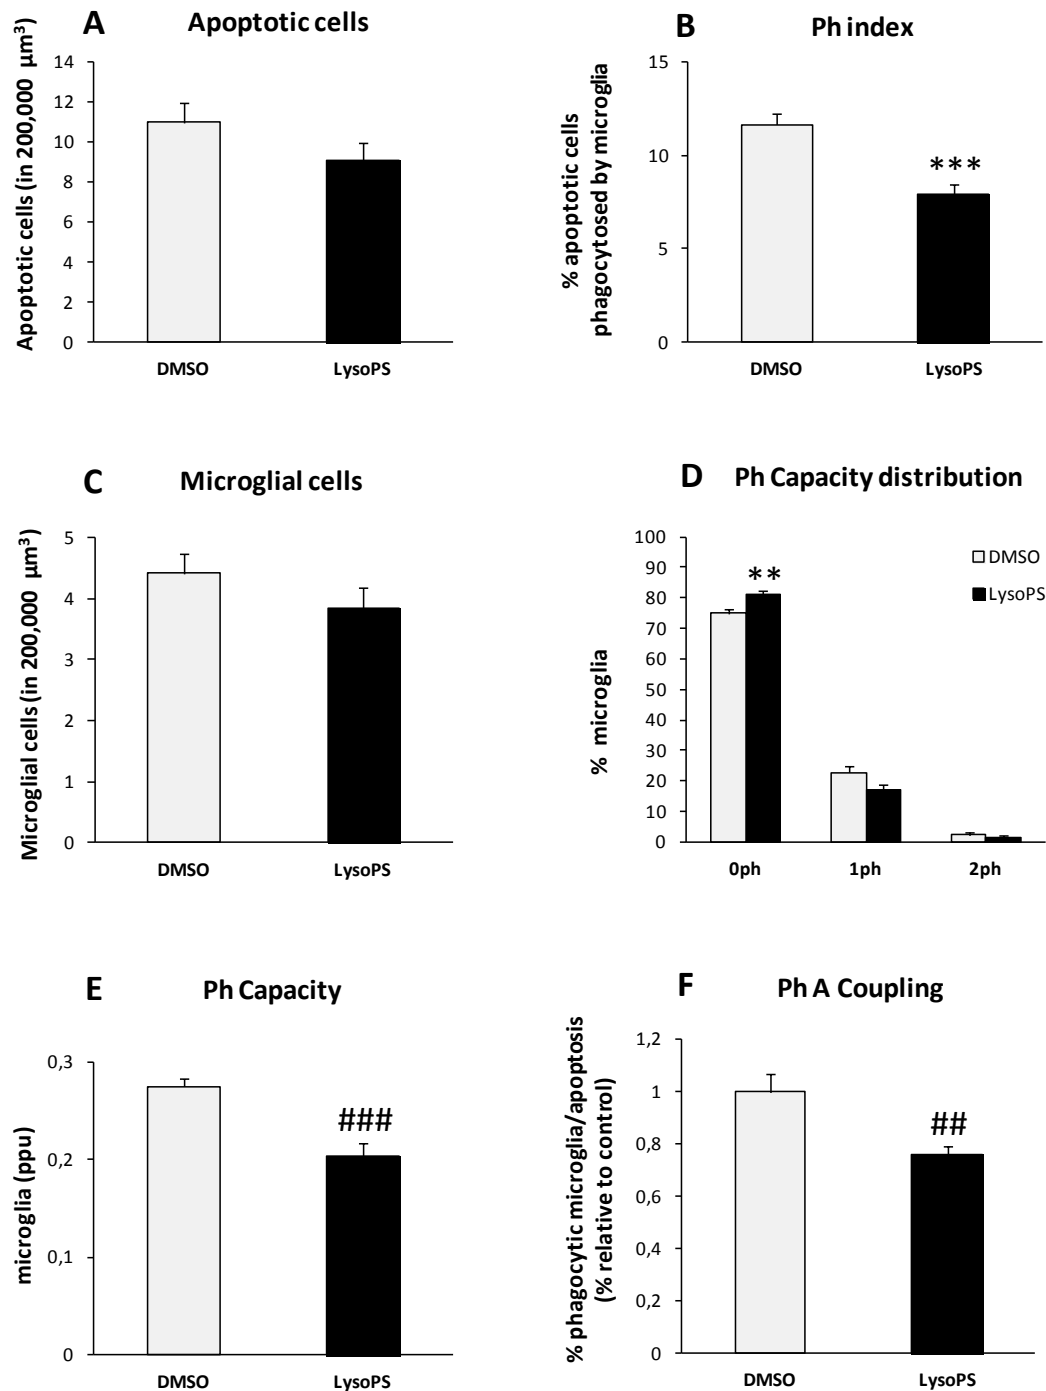 A Apoptotic cells
Apoptotic cells (in 200,000 µm³)
14
12
10
8
6
4
2
0
DMSO LysoPS
B Ph index
% apoptotic cells
phagocytosed by microglia
15
10
5
0
***
DMSO LysoPS
C Microglial cells
Microglial cells (in 200,000 µm³)
5
4
3
2
1
0
DMSO LysoPS
D Ph Capacity distribution
% microglia
100
90
80
70
60
50
40
30
20
10
0
**
DMSO
LysoPS
0ph 1ph 2ph
E Ph Capacity
microglia (ppu)
0,3
0,2
0,1
0
###
DMSO LysoPS
F Ph A Coupling
% phagocytic microglia/apoptosis
(% relative to control)
1,2
1
0,8
0,6
0,4
0,2
0
##
DMSO LysoPS